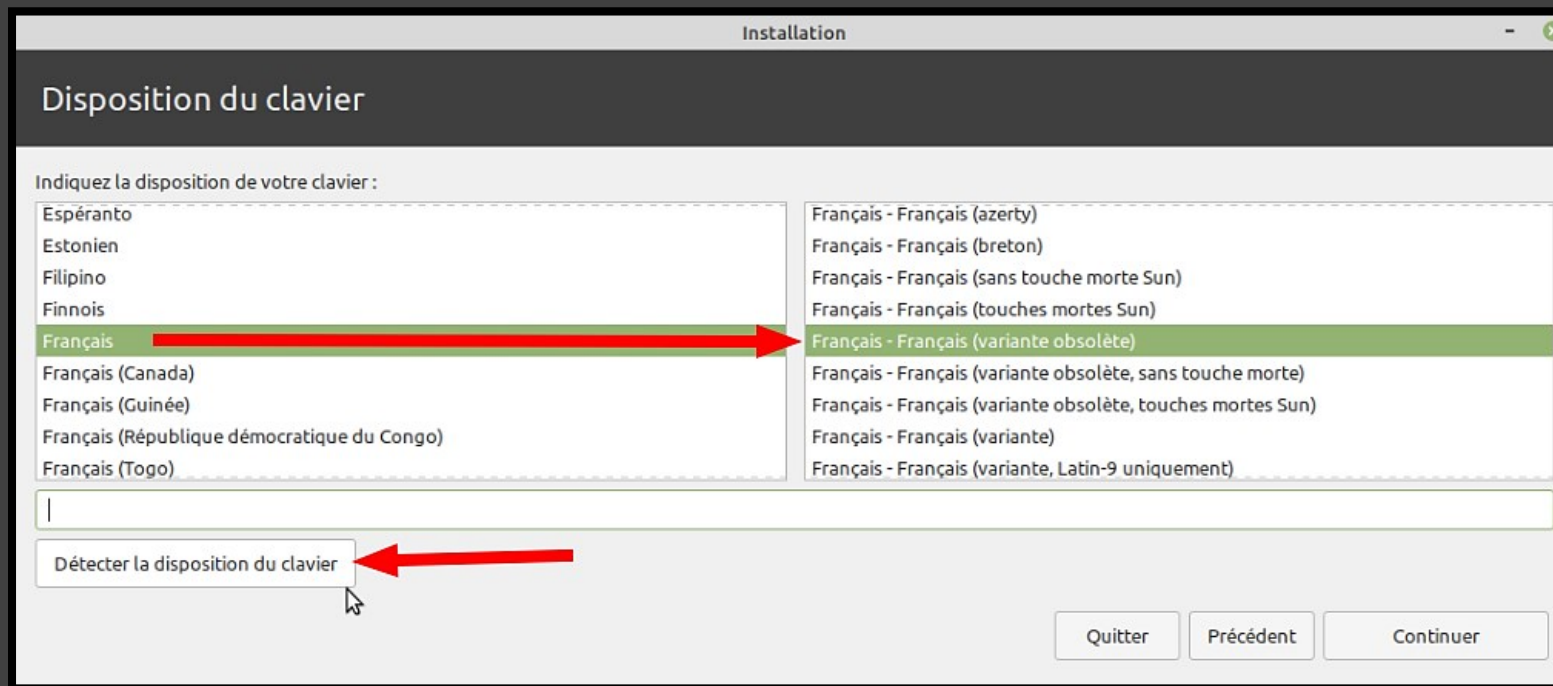 Installation
Disposition du clavier
Indiquez la disposition de votre clavier :
Espéranto
Estonien
Filipino
Finnois
Français
Français (Canada)
Français (Guinée)
Français (République démocratique du Congo)
Français (Togo)
Français - Français (azerty)
Français - Français (breton)
Français - Français (sans touche morte Sun)
Français - Français (touches mortes Sun)
Français - Français (variante obsolète)
Français - Français (variante obsolète, sans touche morte)
Français - Français (variante obsolète, touches mortes Sun)
Français - Français (variante)
Français - Français (variante, Latin-9 uniquement)
Détecter la disposition du clavier
Quitter
Précédent
Continuer